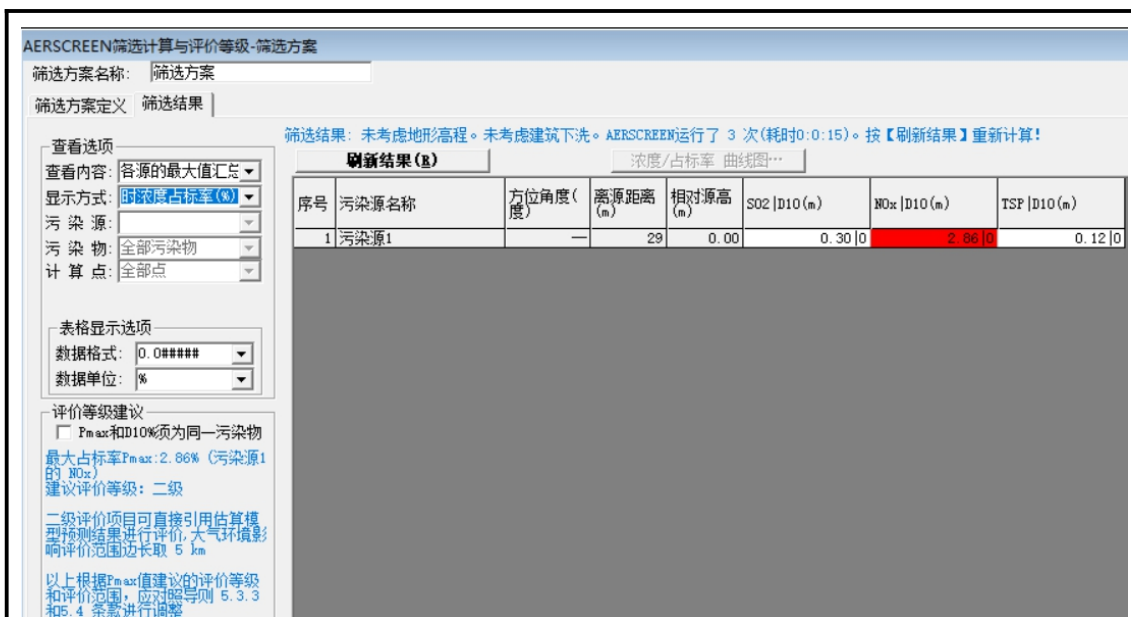 AERSCREEN筛选计算与评价等级-筛选方案
筛选方案名称: 筛选方案
筛选方案定义 筛选结果
筛选结果: 未考虑地形高程。未考虑建筑下洗。AERSCREEN运行了 3 次(耗时0:0:15)。按【刷新结果】重新计算!
查看选项
查看内容: 各源的最大值汇总
显示方式: 时浓度占标率(%)
污 染 源:
污 染 物: 全部污染物
计 算 点: 全部点
刷新结果(R) 浓度/占标率 曲线图…
序号 污染源名称 方位角度(度) 离源距离(m) 相对源高(m) SO2|D10(m) NOx|D10(m) TSP|D10(m)
1 污染源1 — 29 0.00 0.30|0 2.86|0 0.12|0
表格显示选项
数据格式: 0.0#####
数据单位: %
评价等级建议
Pmax和D10%须为同一污染物
最大占标率Pmax:2.86% (污染源1
的 NOx)
建议评价等级: 二级
二级评价项目可直接引用估算模
型预测结果进行评价,大气环境影
响评价范围边长取 5 km
以上根据Pmax值建议的评价等级
和评价范围, 应对照导则 5.3.3
和5.4 条款进行调整